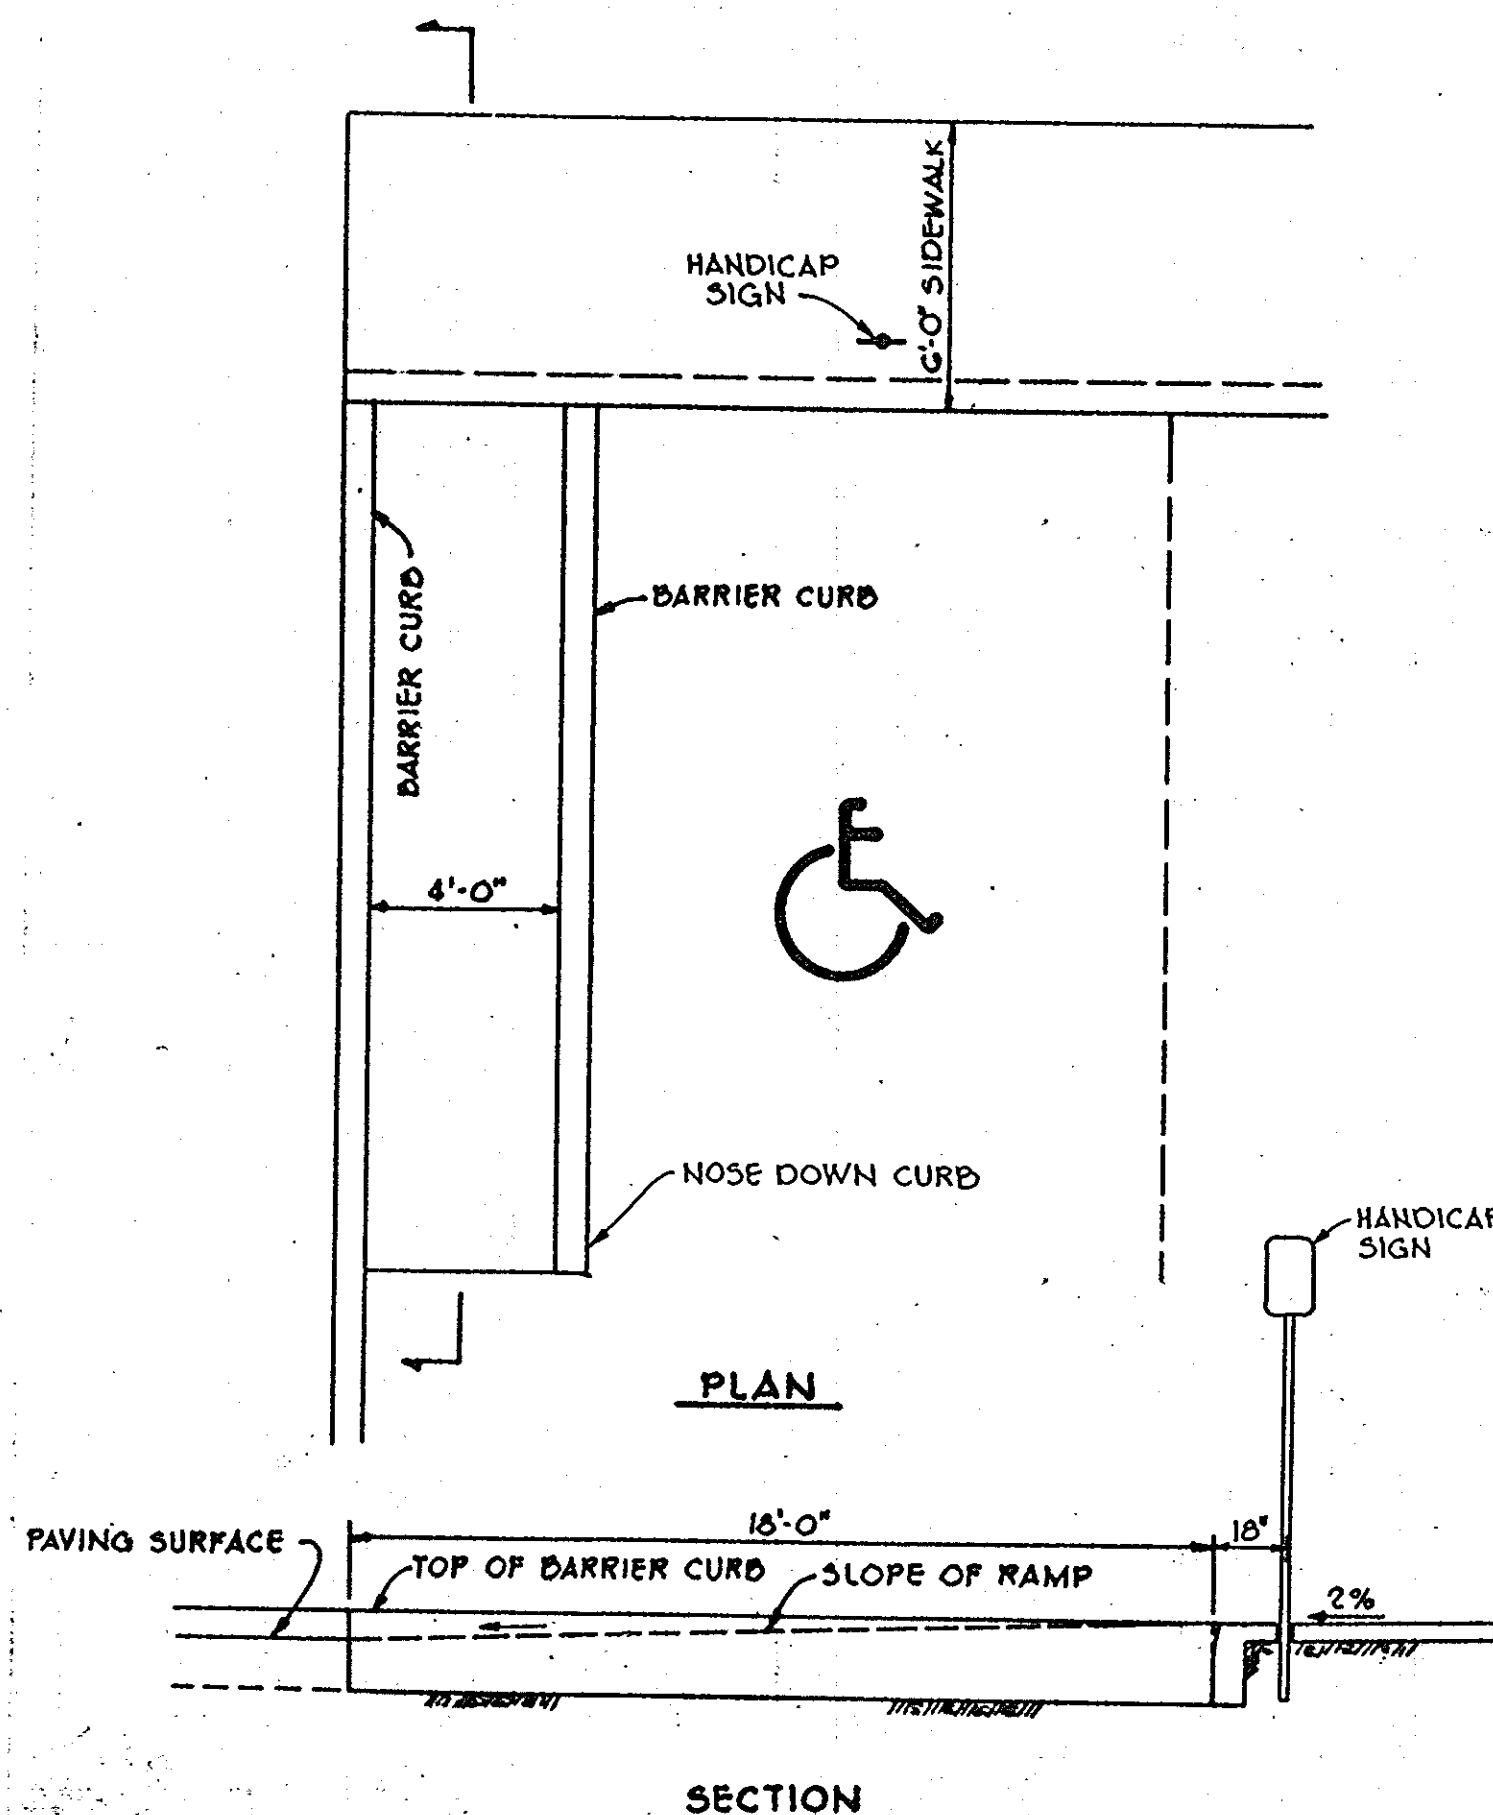 HANDICAP
SIGN
6'-0" SIDEWALK
BARRIER CURB
BARRIER CURB
4'-0"
NOSE DOWN CURB
HANDICAP
SIGN
PLAN
18'-0"
18"
PAVING SURFACE
TOP OF BARRIER CURB
SLOPE OF RAMP
2%
SECTION